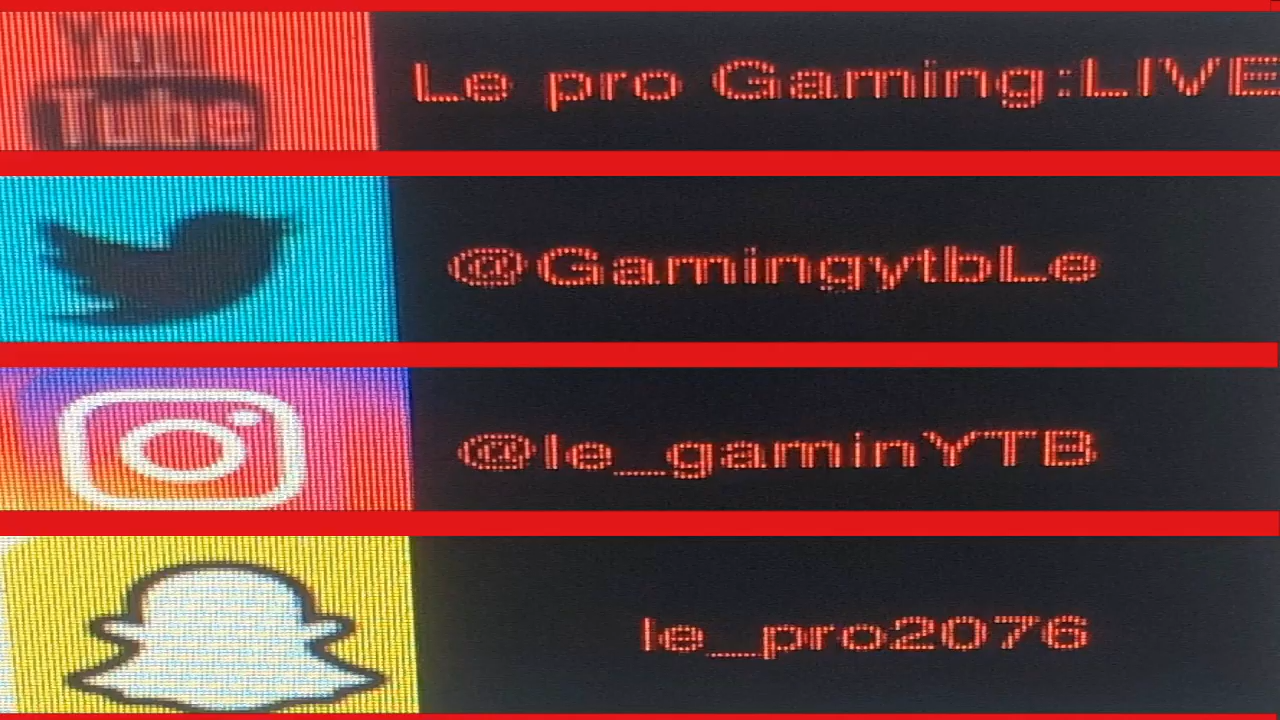 You
Tube
Le pro Gaming:LIVE
@GamingytbLe
@le_gaminYTB
le_pro2076